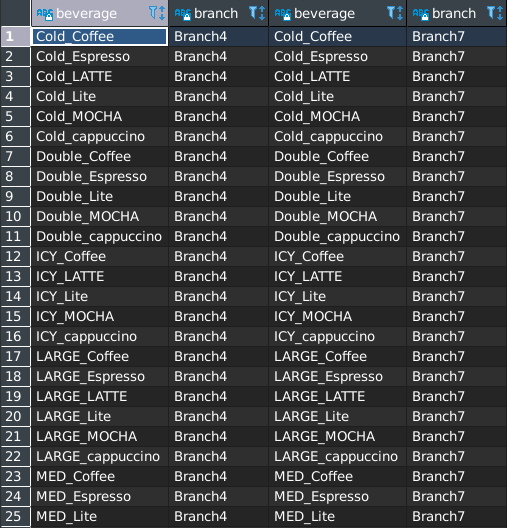 beverage branch beverage branch
1 Cold_Coffee Branch4 Cold_Coffee Branch7
2 Cold_Espresso Branch4 Cold_Espresso Branch7
3 Cold_LATTE Branch4 Cold_LATTE Branch7
4 Cold_Lite Branch4 Cold_Lite Branch7
5 Cold_MOCHA Branch4 Cold_MOCHA Branch7
6 Cold_cappuccino Branch4 Cold_cappuccino Branch7
7 Double_Coffee Branch4 Double_Coffee Branch7
8 Double_Espresso Branch4 Double_Espresso Branch7
9 Double_Lite Branch4 Double_Lite Branch7
10 Double_MOCHA Branch4 Double_MOCHA Branch7
11 Double_cappuccino Branch4 Double_cappuccino Branch7
12 ICY_Coffee Branch4 ICY_Coffee Branch7
13 ICY_LATTE Branch4 ICY_LATTE Branch7
14 ICY_Lite Branch4 ICY_Lite Branch7
15 ICY_MOCHA Branch4 ICY_MOCHA Branch7
16 ICY_cappuccino Branch4 ICY_cappuccino Branch7
17 LARGE_Coffee Branch4 LARGE_Coffee Branch7
18 LARGE_Espresso Branch4 LARGE_Espresso Branch7
19 LARGE_LATTE Branch4 LARGE_LATTE Branch7
20 LARGE_Lite Branch4 LARGE_Lite Branch7
21 LARGE_MOCHA Branch4 LARGE_MOCHA Branch7
22 LARGE_cappuccino Branch4 LARGE_cappuccino Branch7
23 MED_Coffee Branch4 MED_Coffee Branch7
24 MED_Espresso Branch4 MED_Espresso Branch7
25 MED_Lite Branch4 MED_Lite Branch7